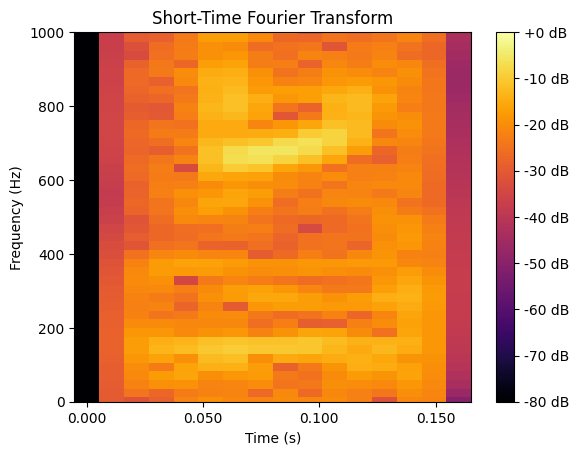 Short-Time Fourier Transform
1000
800
600
400
200
0
Frequency (Hz)
0.000
0.050
0.100
0.150
Time (s)
+0 dB
-10 dB
-20 dB
-30 dB
-40 dB
-50 dB
-60 dB
-70 dB
-80 dB